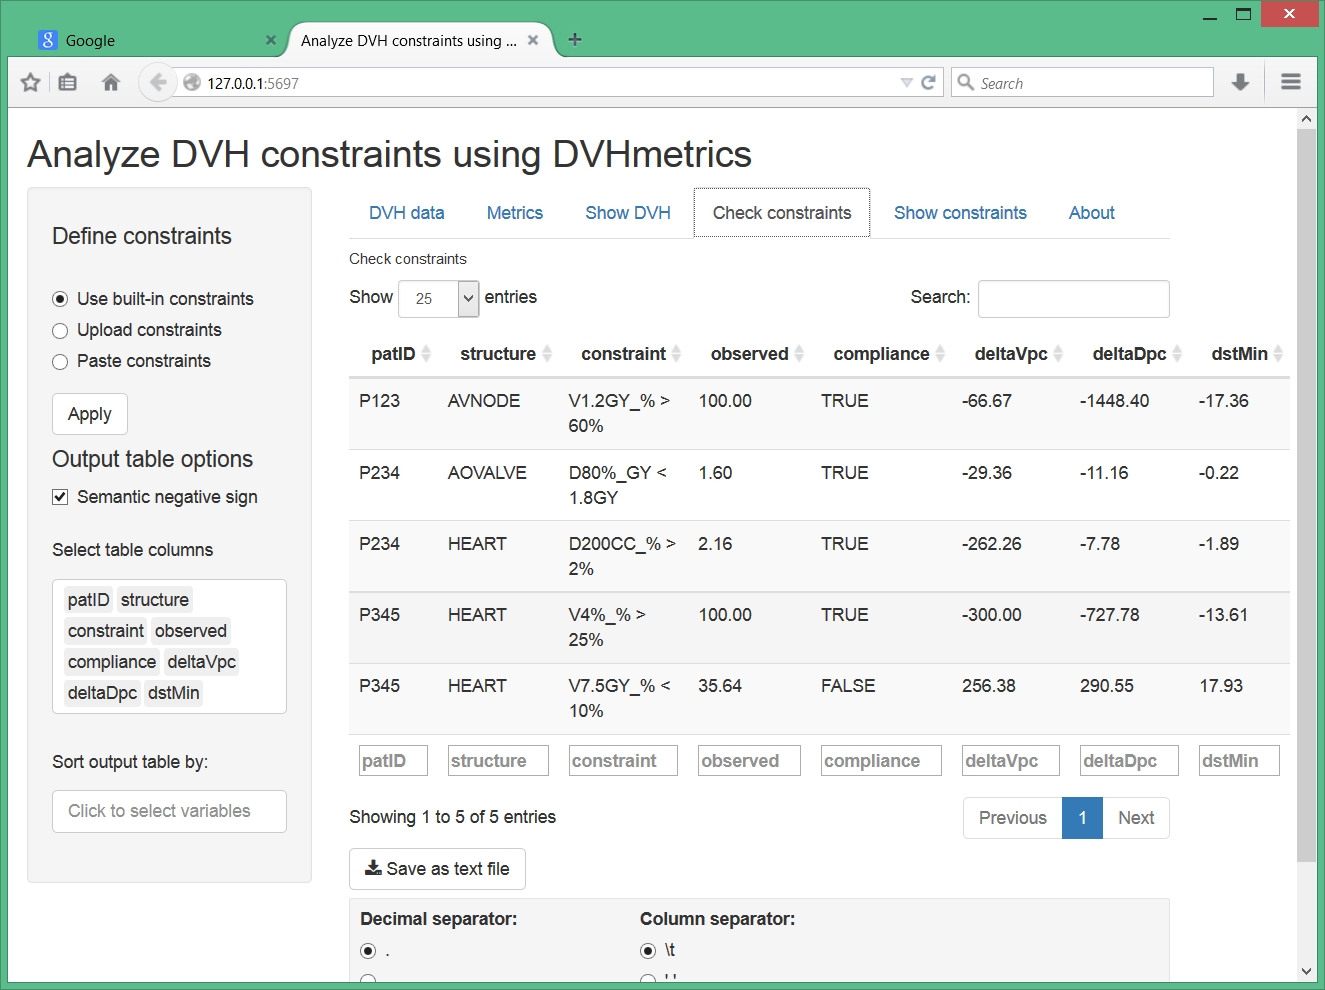 Google
Analyze DVH constraints using ...
127.0.0.1:5697
Search
Analyze DVH constraints using DVHmetrics
Define constraints
Use built-in constraints
Upload constraints
Paste constraints
Apply
Output table options
Semantic negative sign
Select table columns
patID structure
constraint observed
compliance deltaVpc
deltaDpc dstMin
Sort output table by:
Click to select variables
DVH data Metrics Show DVH Check constraints Show constraints About
Check constraints
Show 25 entries Search:
patID structure constraint observed compliance deltaVpc deltaDpc dstMin
P123 AVNODE V1.2GY_% > 100.00 TRUE -66.67 -1448.40 -17.36
60%
P234 AOVALVE D80%_GY < 1.60 TRUE -29.36 -11.16 -0.22
1.8GY
P234 HEART D200CC_% > 2.16 TRUE -262.26 -7.78 -1.89
2%
P345 HEART V4%_% > 100.00 TRUE -300.00 -727.78 -13.61
25%
P345 HEART V7.5GY_% < 35.64 FALSE 256.38 290.55 17.93
10%
patID structure constraint observed compliance deltaVpc deltaDpc dstMin
Showing 1 to 5 of 5 entries Previous 1 Next
Save as text file
Decimal separator: Column separator:
. \t